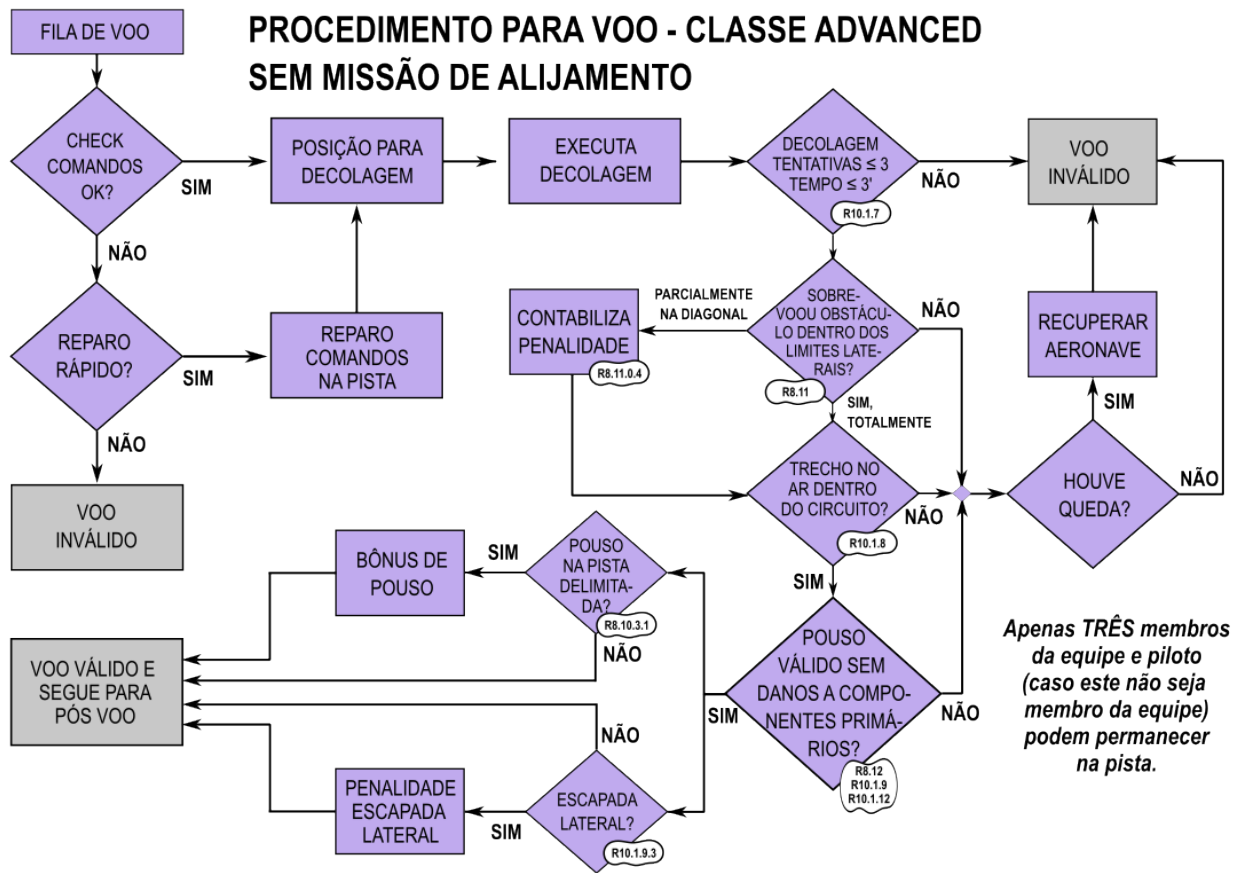 FILA DE VOO
PROCEDIMENTO PARA VOO - CLASSE ADVANCED
SEM MISSÃO DE ALIJAMENTO
CHECK
COMANDOS
OK?
SIM
NÃO
POSIÇÃO PARA
DECOLAGEM
EXECUTA
DECOLAGEM
DECOLAGEM
TENTATIVAS ≤ 3
TEMPO ≤ 3'
R10.1.7
NÃO
VOO
INVÁLIDO
REPARO
RÁPIDO?
SIM
NÃO
REPARO
COMANDOS
NA PISTA
VOO
INVÁLIDO
CONTABILIZA
PENALIDADE
R8.11.0.4
PARCIALMENTE
NA DIAGONAL
SOBRE-
VOOU OBSTÁCU-
LO DENTRO DOS
LIMITES LATE-
RAIS?
R8.11
NÃO
SIM,
TOTALMENTE
RECUPERAR
AERONAVE
SIM
TRECHO NO
AR DENTRO
DO CIRCUITO?
R10.1.8
NÃO
SIM
HOUVE
QUEDA?
NÃO
BÔNUS DE
POUSO
SIM
POUSO
NA PISTA
DELIMITA-
DA?
R8.10.3.1
NÃO
VOO VÁLIDO E
SEGUE PARA
PÓS VOO
POUSO
VÁLIDO SEM
DANOS A COMPO-
NENTES PRIMÁ-
RIOS?
R8.12
R10.1.9
R10.1.12
SIM
NÃO
NÃO
PENALIDADE
ESCAPADA
LATERAL
SIM
ESCAPADA
LATERAL?
R10.1.9.3
Apenas TRÊS membros
da equipe e piloto
(caso este não seja
membro da equipe)
podem permanecer
na pista.